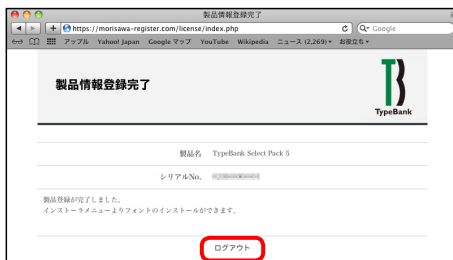 製品情報登録完了
https://morisawa-register.com/license/index.php
Google
アップル Yahoo! Japan Google マップ YouTube Wikipedia ニュース (2,269)▼ お役立ち▼
製品情報登録完了
TypeBank
製品名 TypeBank Select Pack 5
シリアルNo.
製品登録が完了しました。
インストーラメニューよりフォントのインストールができます。
ログアウト